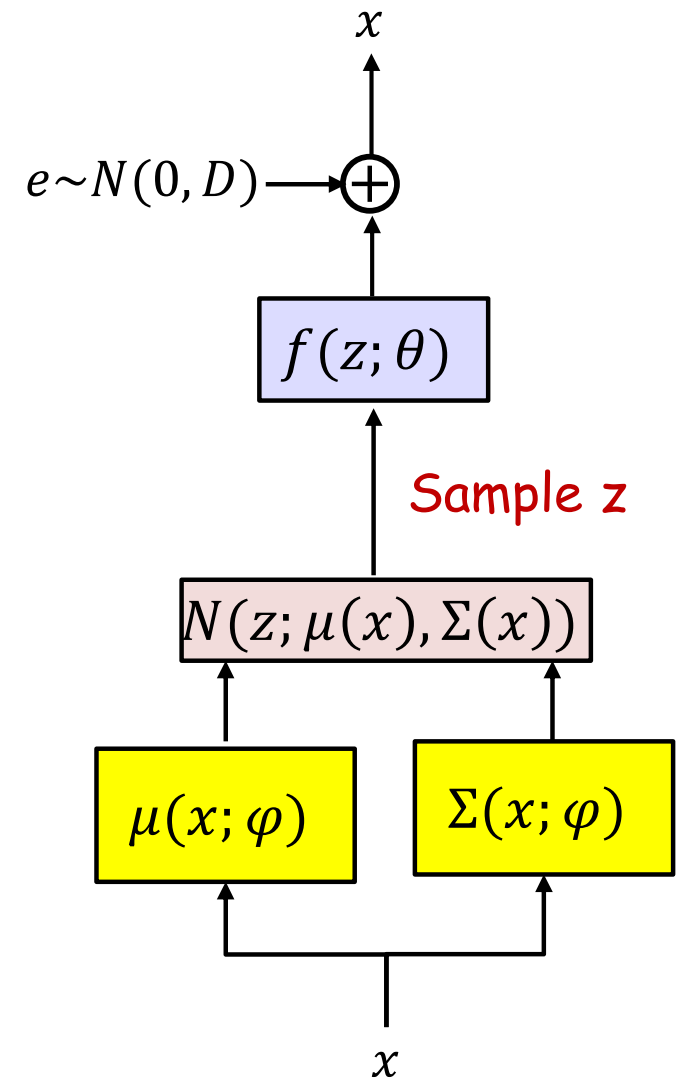 x
e~N(0, D)
+
f(z; θ)
Sample z
N(z; μ(x), Σ(x))
μ(x; φ)
Σ(x; φ)
x